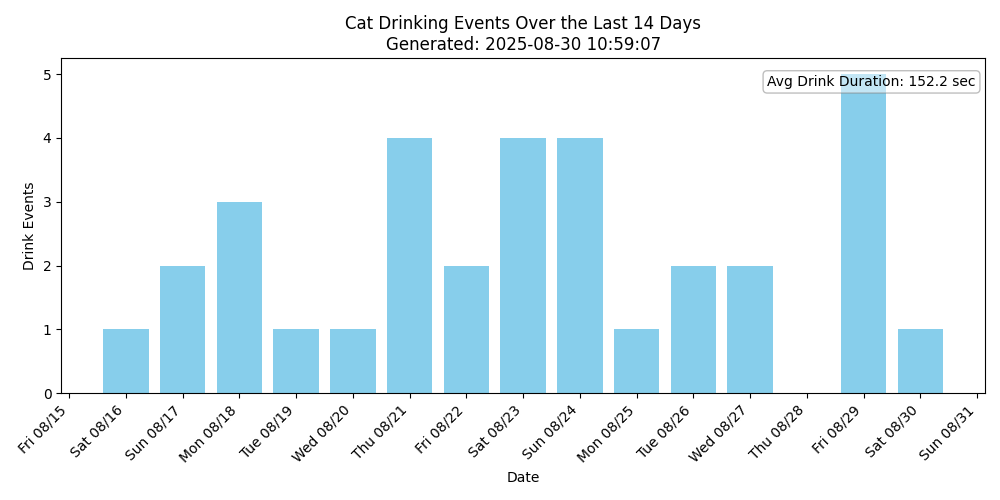 Cat Drinking Events Over the Last 14 Days
Generated: 2025-08-30 10:59:07
Avg Drink Duration: 152.2 sec
Drink Events
5
4
3
2
1
0
Fri 08/15
Sat 08/16
Sun 08/17
Mon 08/18
Tue 08/19
Wed 08/20
Thu 08/21
Fri 08/22
Sat 08/23
Sun 08/24
Mon 08/25
Tue 08/26
Wed 08/27
Thu 08/28
Fri 08/29
Sat 08/30
Sun 08/31
Date